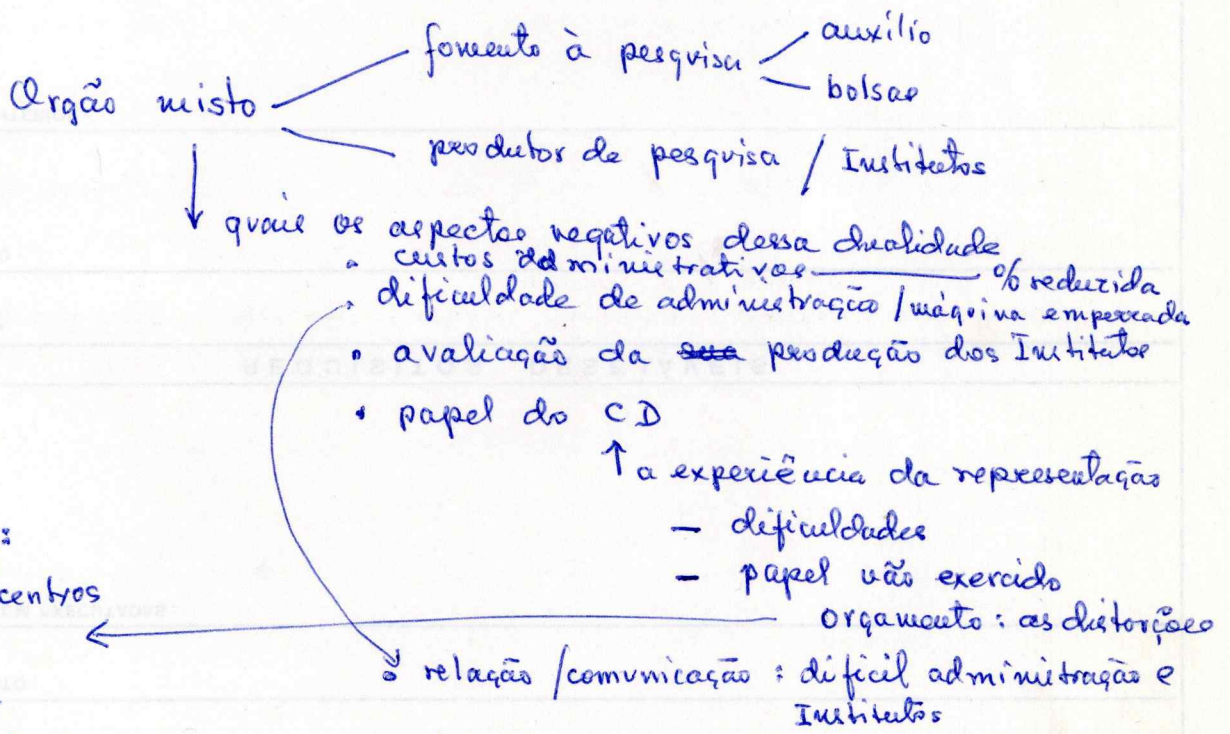 auxílio
fomento à pesquisa
bolsas
Orgão misto
produtor de pesquisa / Institutos
quais os aspectos negativos dessa dualidade
• custos administrativos — % reduzida
• dificuldade de administração / máquina emperrada
• avaliação da sua produção dos Institutos
• papel do CD
↑ a experiência da representação
– dificuldades
– papel não exercido
centros
orçamento : as distorções
• relação / comunicação : dificil administração e
Institutos